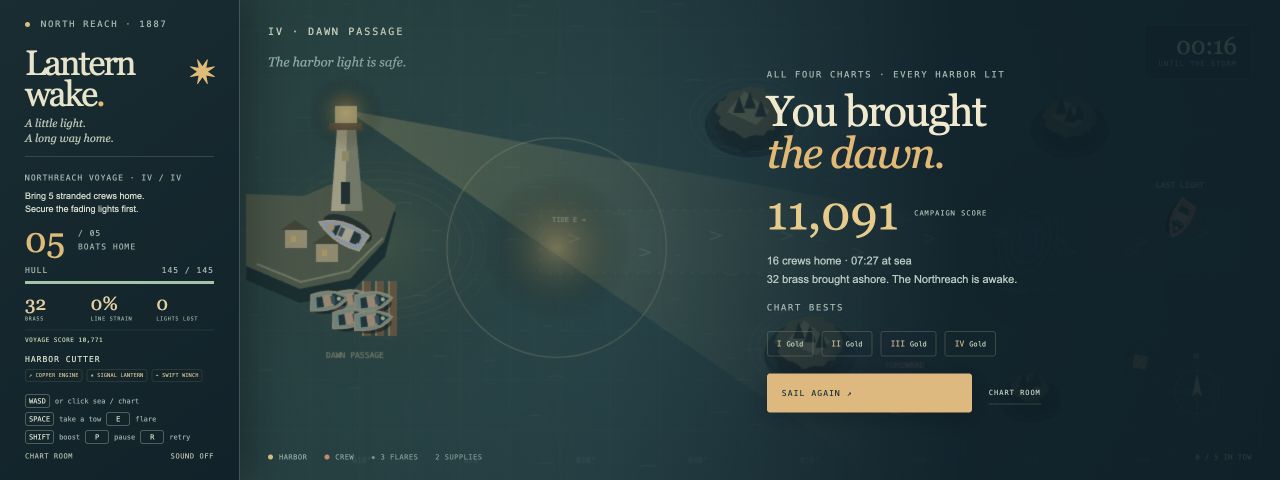 NORTH REACH · 1887
Lantern
wake.
A little light.
A long way home.
NORTHREACH VOYAGE · IV / IV
Bring 5 stranded crews home.
Secure the fading lights first.
05 / 05
BOATS HOME
HULL 145 / 145
32 0% 0
BRASS LINE STRAIN LIGHTS LOST
VOYAGE SCORE 10,771
HARBOR CUTTER
↗ COPPER ENGINE ★ SIGNAL LANTERN + SWIFT WINCH
WASD or click sea / chart
SPACE take a tow E flare
SHIFT boost P pause R retry
CHART ROOM SOUND OFF
IV · DAWN PASSAGE
The harbor light is safe.
00:16
UNTIL THE STORM
LAST LIGHT
TIDE E →
DAWN PASSAGE
ALL FOUR CHARTS · EVERY HARBOR LIT
You brought
the dawn.
11,091 CAMPAIGN SCORE
16 crews home · 07:27 at sea
32 brass brought ashore. The Northreach is awake.
CHART BESTS
I Gold II Gold III Gold IV Gold
SAIL AGAIN ↗ CHART ROOM
HARBOR CREW 3 FLARES 2 SUPPLIES
0 / 5 IN TOW